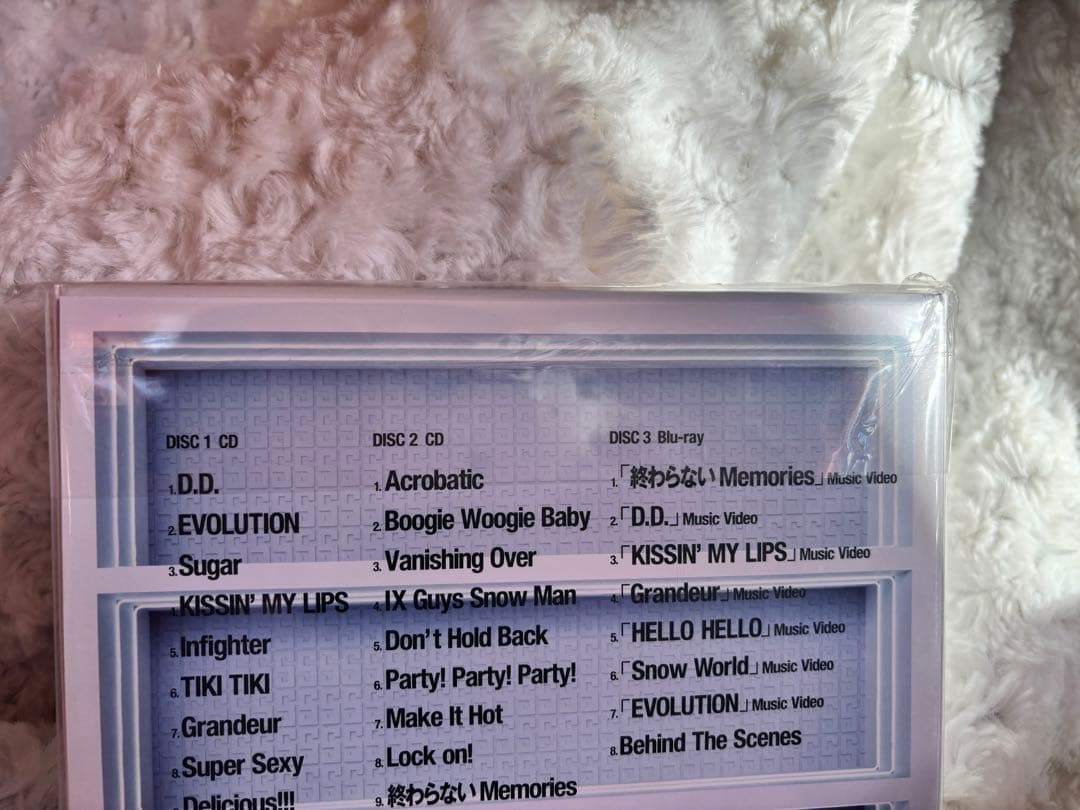 DISC 1 CD
1. D.D.
2. EVOLUTION
3. Sugar
4. KISSIN' MY LIPS
5. Infighter
6. TIKI TIKI
7. Grandeur
8. Super Sexy
Delicious!!!
DISC 2 CD
1. Acrobatic
2. Boogie Woogie Baby
3. Vanishing Over
4. IX Guys Snow Man
5. Don't Hold Back
6. Party! Party! Party!
7. Make It Hot
8. Lock on!
9. 終わらない Memories
DISC 3 Blu-ray
1. 「終わらない Memories」 Music Video
2. 「D.D.」 Music Video
3. 「KISSIN' MY LIPS」 Music Video
4. 「Grandeur」 Music Video
5. 「HELLO HELLO」 Music Video
6. 「Snow World」 Music Video
7. 「EVOLUTION」 Music Video
8. Behind The Scenes